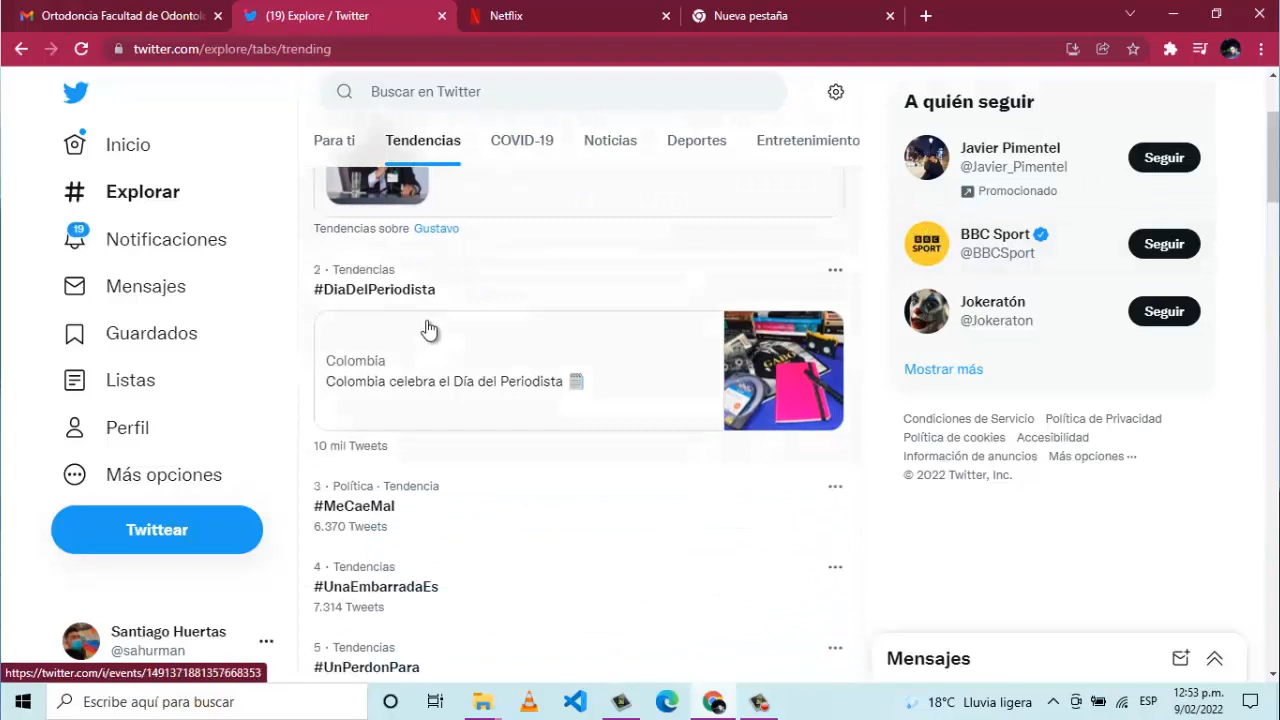 Ortodoncia Facultad de Odontolo
(19) Explore / Twitter
Netflix
Nueva pestaña
twitter.com/explore/tabs/trending
Buscar en Twitter
Inicio
Explorar
Notificaciones
19
Mensajes
Guardados
Listas
Perfil
Más opciones
Twittear
Santiago Huertas
@sahurman
https://twitter.com/i/events/1491371881357668353
Para ti
Tendencias
COVID-19
Noticias
Deportes
Entretenimiento
Tendencias sobre Gustavo
2 · Tendencias
#DiaDelPeriodista
Colombia
Colombia celebra el Día del Periodista
GABO
10 mil Tweets
3 · Política · Tendencia
#MeCaeMal
6.370 Tweets
4 · Tendencias
#UnaEmbarradaEs
7.314 Tweets
5 · Tendencias
#UnPerdonPara
A quién seguir
Javier Pimentel
@Javier_Pimentel
Promocionado
Seguir
BBC SPORT
BBC Sport
@BBCSport
Seguir
Jokeratón
@Jokeraton
Seguir
Mostrar más
Condiciones de Servicio Política de Privacidad
Política de cookies Accesibilidad
Información de anuncios Más opciones ···
© 2022 Twitter, Inc.
Mensajes
Escribe aquí para buscar
18°C Lluvia ligera
ESP
12:53 p.m.
9/02/2022